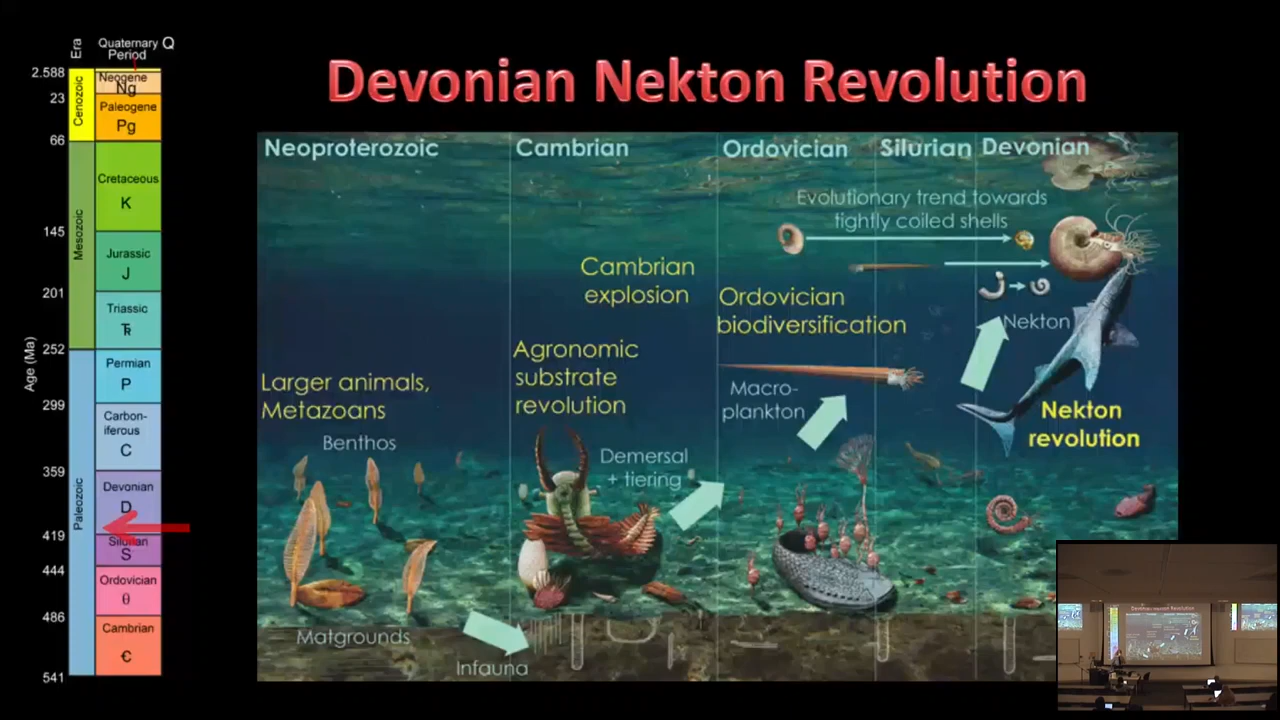 Era
Quaternary Q
Period
2.588
Neogene
Ng
23
Cenozoic
Paleogene
Pg
66
Cretaceous
K
145
Mesozoic
Jurassic
J
201
Triassic
Ŧ
252
Age (Ma)
Permian
P
299
Carbon-
iferous
C
359
Devonian
D
Paleozoic
419
Silurian
S
444
Ordovician
θ
486
Cambrian
Є
541
Devonian Nekton Revolution
Neoproterozoic
Cambrian
Ordovician
Silurian
Devonian
Evolutionary trend towards
tightly coiled shells
Cambrian
explosion
Ordovician
biodiversification
Nekton
Agronomic
substrate
revolution
Larger animals,
Metazoans
Macro-
plankton
Nekton
revolution
Benthos
Demersal
+ tiering
Matgrounds
Infauna
Devonian Nekton Revolution